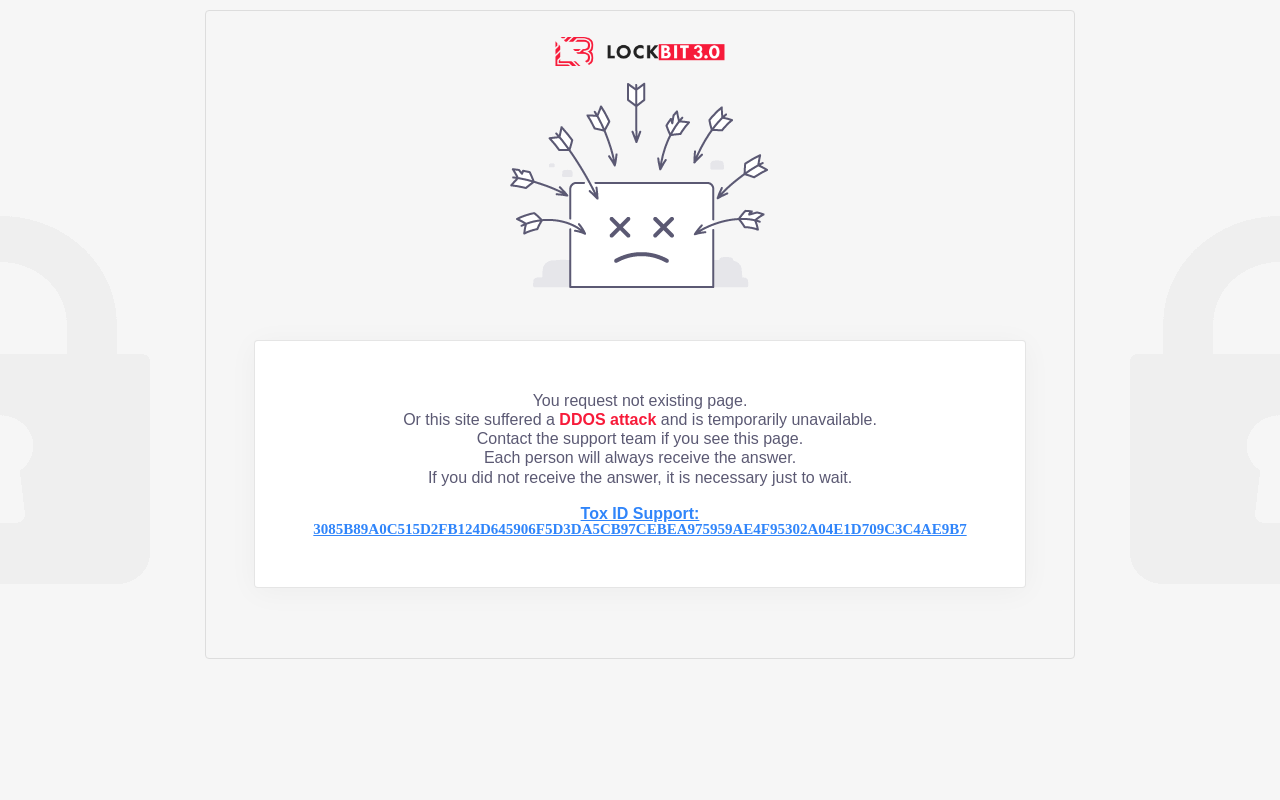 LOCKBIT 3.0
You request not existing page.
Or this site suffered a DDOS attack and is temporarily unavailable.
Contact the support team if you see this page.
Each person will always receive the answer.
If you did not receive the answer, it is necessary just to wait.
Tox ID Support:
3085B89A0C515D2FB124D645906F5D3DA5CB97CEBEA975959AE4F95302A04E1D709C3C4AE9B7